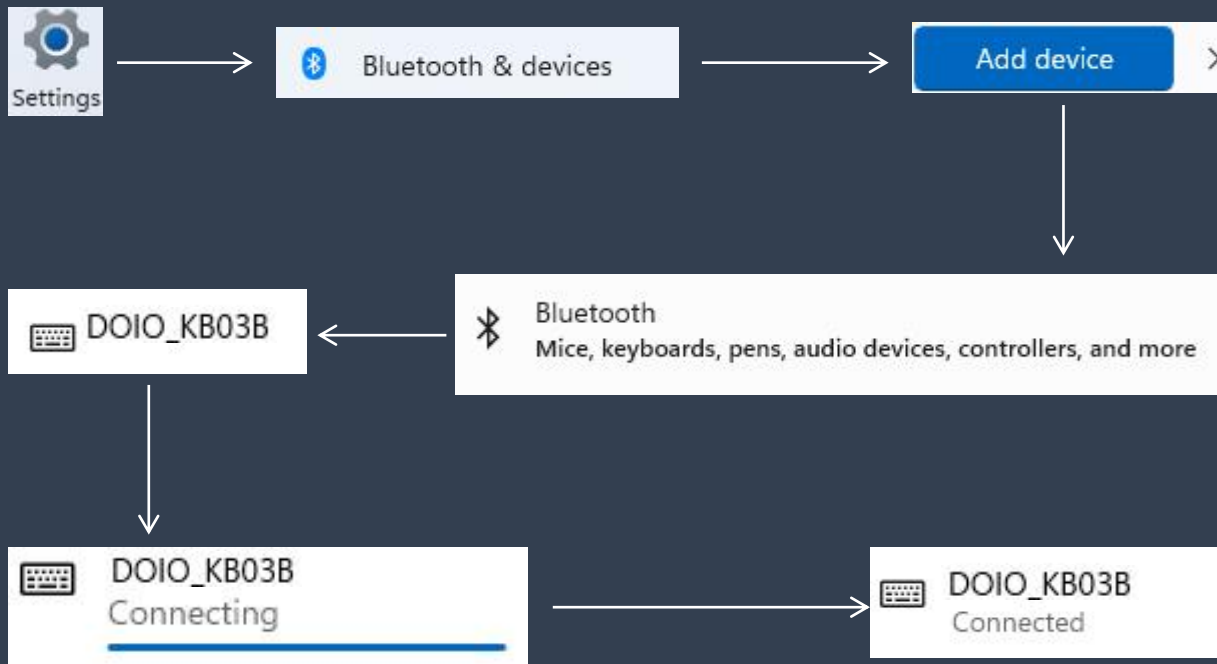 Settings
Bluetooth & devices
Add device
Bluetooth
Mice, keyboards, pens, audio devices, controllers, and more
DOIO_KB03B
DOIO_KB03B
Connecting
DOIO_KB03B
Connected